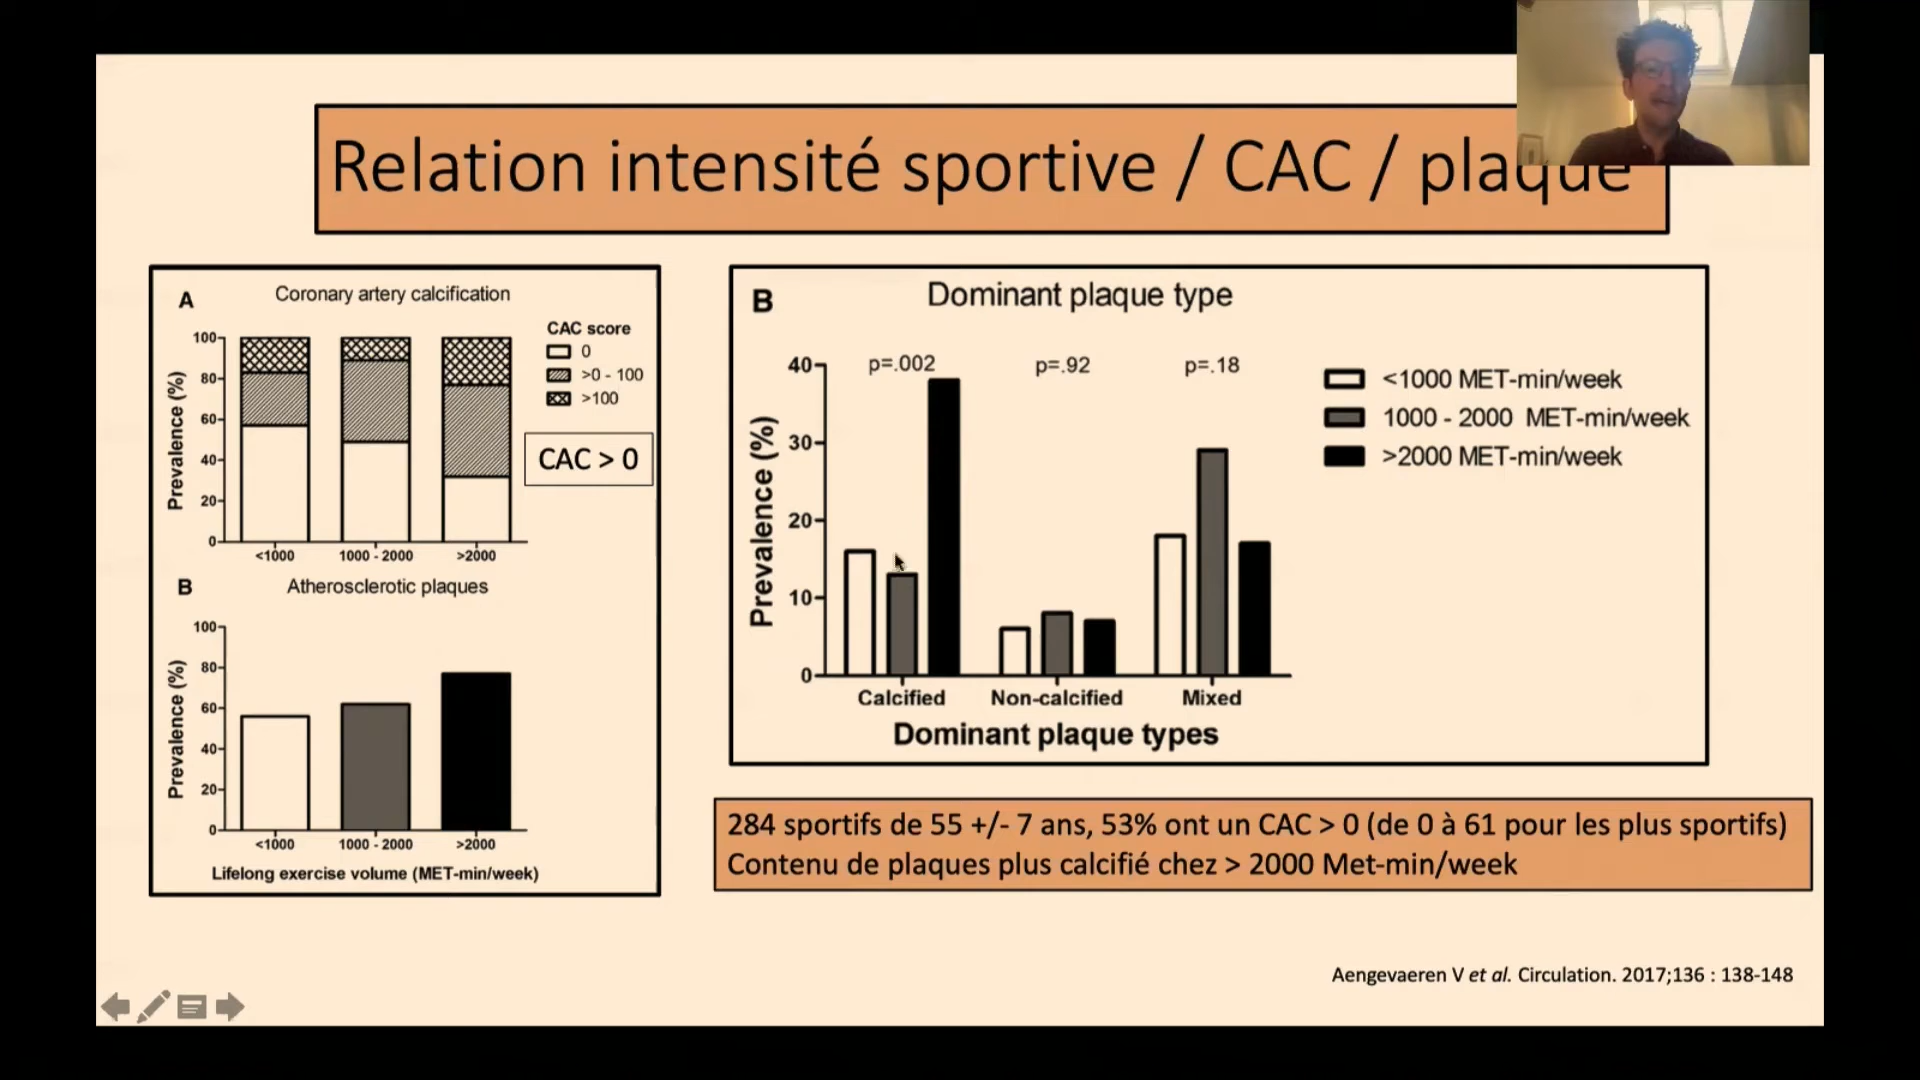 Relation intensité sportive / CAC / plaque
A
Coronary artery calcification
CAC score
0
>0 - 100
>100
CAC > 0
Prevalence (%)
100
80
60
40
20
0
<1000
1000 - 2000
>2000
B
Atherosclerotic plaques
Prevalence (%)
100
80
60
40
20
0
<1000
1000 - 2000
>2000
Lifelong exercise volume (MET-min/week)
B
Dominant plaque type
p=.002
p=.92
p=.18
Prevalence (%)
40
30
20
10
0
Calcified
Non-calcified
Mixed
Dominant plaque types
<1000 MET-min/week
1000 - 2000 MET-min/week
>2000 MET-min/week
284 sportifs de 55 +/- 7 ans, 53% ont un CAC > 0 (de 0 à 61 pour les plus sportifs)
Contenu de plaques plus calcifié chez > 2000 Met-min/week
Aengevaeren V et al. Circulation. 2017;136 : 138-148